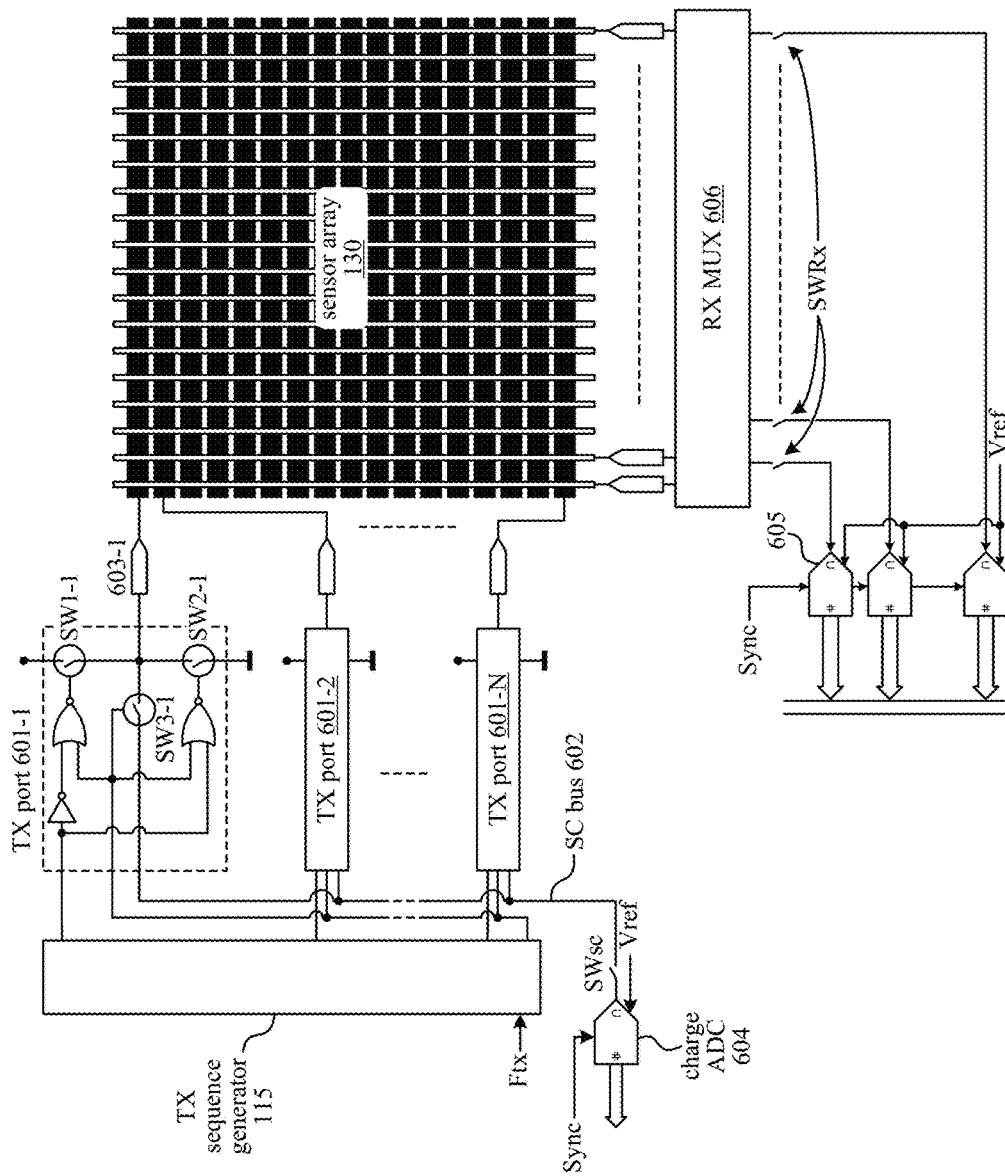 TX port 601-1
SW1-1
SW2-1
SW3-1
603-1
sensor array
130
TX port 601-2
TX port 601-N
SC bus 602
TX
sequence
generator
115
Ftx
SWsc
Vref
Sync
#
charge
ADC
604
RX MUX 606
SWRx
605
Sync
Vref
#
#
#